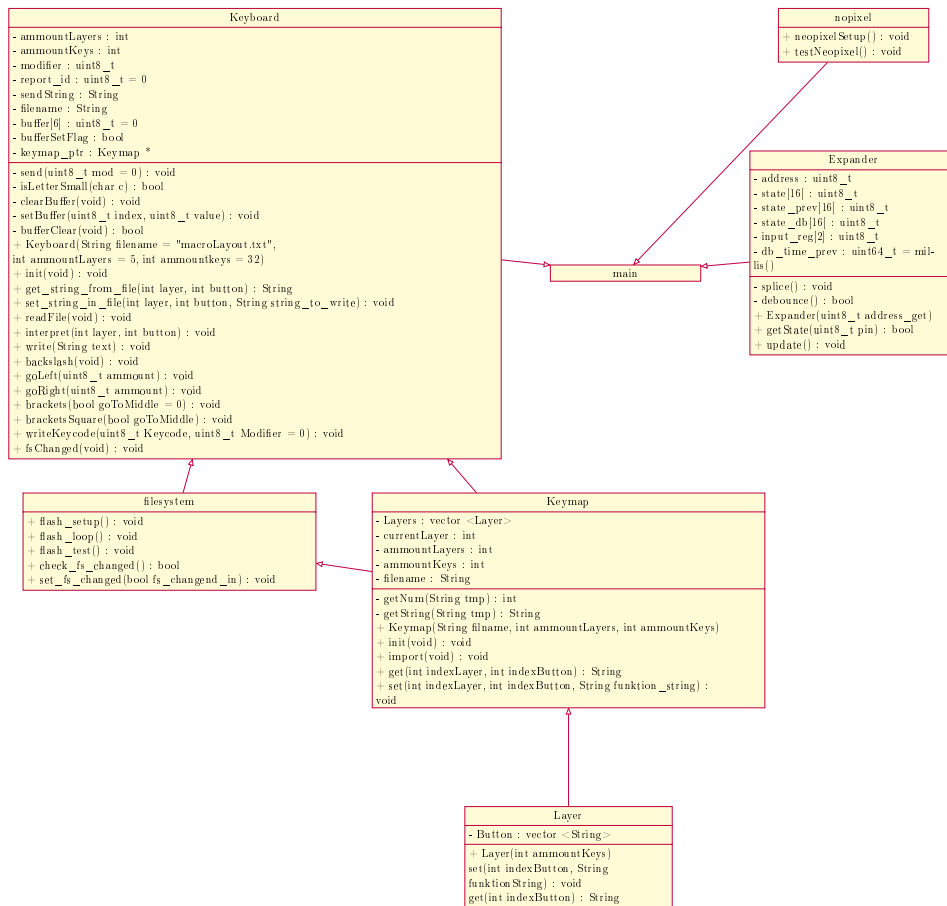 Keyboard
- ammountLayers : int
- ammountKeys : int
- modifier : uint8_t
- report_id : uint8_t = 0
- sendString : String
- filename : String
- buffer[6] : uint8_t = 0
- bufferSetFlag : bool
- keymap_ptr : Keymap *
- send(uint8_t mod = 0) : void
- isLetterSmall(char c) : bool
- clearBuffer(void) : void
- setBuffer(uint8_t index, uint8_t value) : void
- bufferClear(void) : bool
+ Keyboard(String filename = "macroLayout.txt",
int ammountLayers = 5, int ammountkeys = 32)
+ init(void) : void
+ get_string_from_file(int layer, int button) : String
+ set_string_in_file(int layer, int button, String string_to_write) : void
+ readFile(void) : void
+ interpret(int layer, int button) : void
+ write(String text) : void
+ backslash(void) : void
+ goLeft(uint8_t ammount) : void
+ goRight(uint8_t ammount) : void
+ brackets(bool goToMiddle = 0) : void
+ bracketsSquare(bool goToMiddle) : void
+ writeKeycode(uint8_t Keycode, uint8_t Modifier = 0) : void
+ fsChanged(void) : void
nopixel
+ neopixelSetup() : void
+ testNeopixel() : void
Expander
- address : uint8_t
- state[16] : uint8_t
- state_prev[16] : uint8_t
- state_db[16] : uint8_t
- input_reg[2] : uint8_t
- db_time_prev : uint64_t = mil-
lis()
- splice() : void
- debounce() : bool
+ Expander(uint8_t address_get)
+ getState(uint8_t pin) : bool
+ update() : void
main
filesystem
+ flash_setup() : void
+ flash_loop() : void
+ flash_test() : void
+ check_fs_changed() : bool
+ set_fs_changed(bool fs_changend_in) : void
Keymap
- Layers : vector <Layer>
- currentLayer : int
- ammountLayers : int
- ammountKeys : int
- filename : String
- getNum(String tmp) : int
- getString(String tmp) : String
+ Keymap(String filname, int ammountLayers, int ammountKeys)
+ init(void) : void
+ import(void) : void
+ get(int indexLayer, int indexButton) : String
+ set(int indexLayer, int indexButton, String funktion_string) :
void
Layer
- Button : vector <String>
+ Layer(int ammountKeys)
set(int indexButton, String
funktionString) : void
get(int indexButton) : String